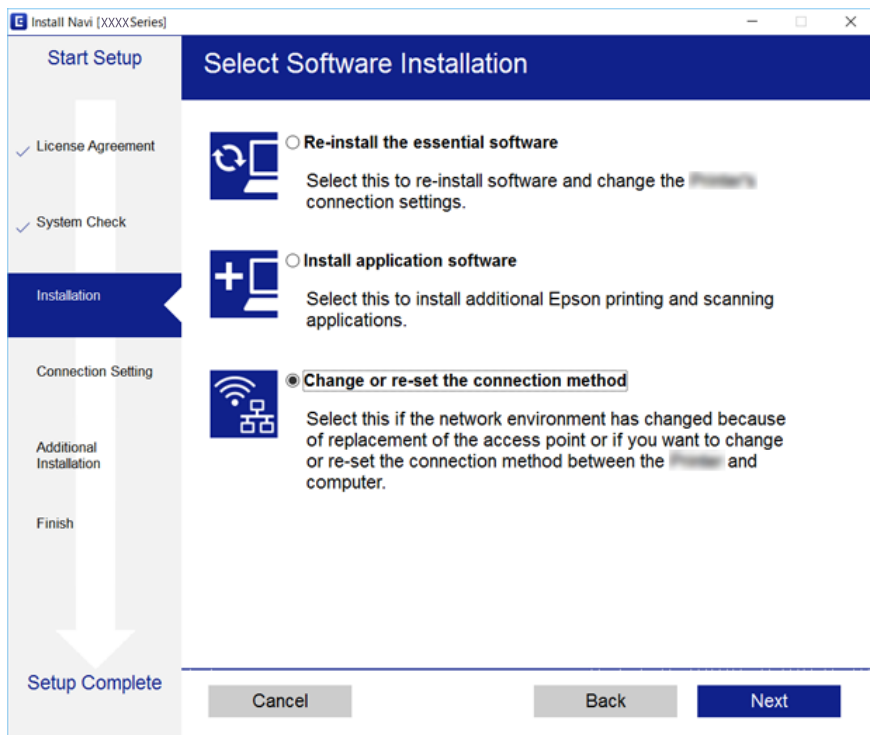 E Install Navi [XXXX Series]
Start Setup
License Agreement
System Check
Installation
Connection Setting
Additional
Installation
Finish
Setup Complete
Select Software Installation
Re-install the essential software
Select this to re-install software and change the
connection settings.
Install application software
Select this to install additional Epson printing and scanning
applications.
Change or re-set the connection method
Select this if the network environment has changed because
of replacement of the access point or if you want to change
or re-set the connection method between the and
computer.
Cancel
Back
Next